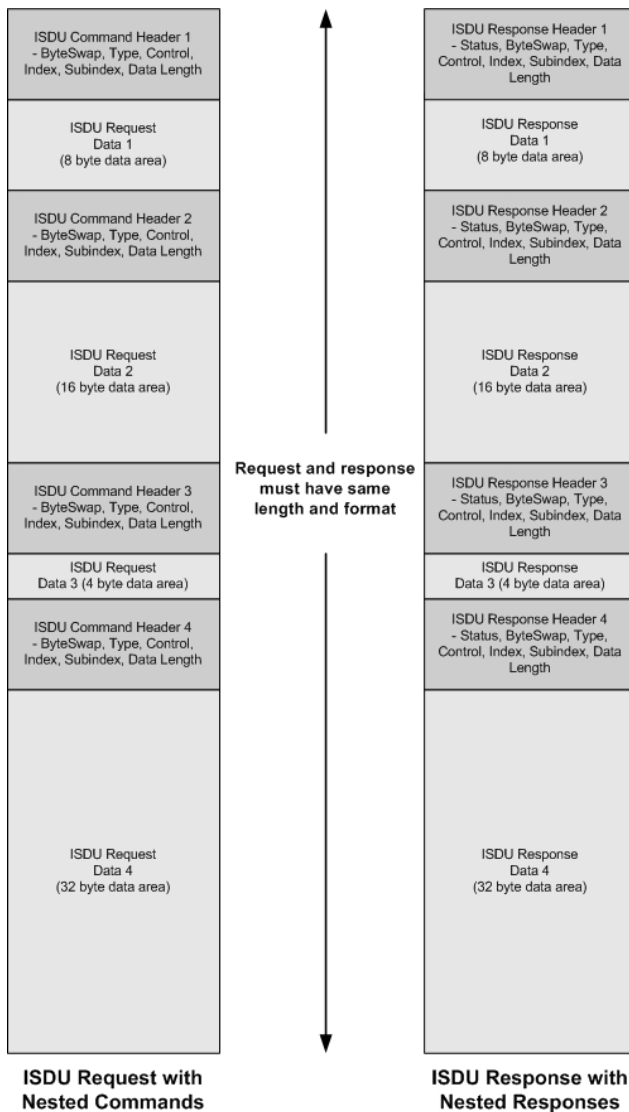 ISDU Command Header 1
- ByteSwap, Type, Control,
Index, Subindex, Data Length
ISDU Request
Data 1
(8 byte data area)
ISDU Command Header 2
- ByteSwap, Type, Control,
Index, Subindex, Data Length
ISDU Request
Data 2
(16 byte data area)
ISDU Command Header 3
- ByteSwap, Type, Control,
Index, Subindex, Data Length
ISDU Request
Data 3 (4 byte data area)
ISDU Command Header 4
- ByteSwap, Type, Control,
Index, Subindex, Data Length
ISDU Request
Data 4
(32 byte data area)
ISDU Request with
Nested Commands
Request and response
must have same
length and format
ISDU Response Header 1
- Status, ByteSwap, Type,
Control, Index, Subindex, Data
Length
ISDU Response
Data 1
(8 byte data area)
ISDU Response Header 2
- Status, ByteSwap, Type,
Control, Index, Subindex, Data
Length
ISDU Response
Data 2
(16 byte data area)
ISDU Response Header 3
- Status, ByteSwap, Type,
Control, Index, Subindex, Data
Length
ISDU Response
Data 3 (4 byte data area)
ISDU Response Header 4
- Status, ByteSwap, Type,
Control, Index, Subindex, Data
Length
ISDU Response
Data 4
(32 byte data area)
ISDU Response with
Nested Responses